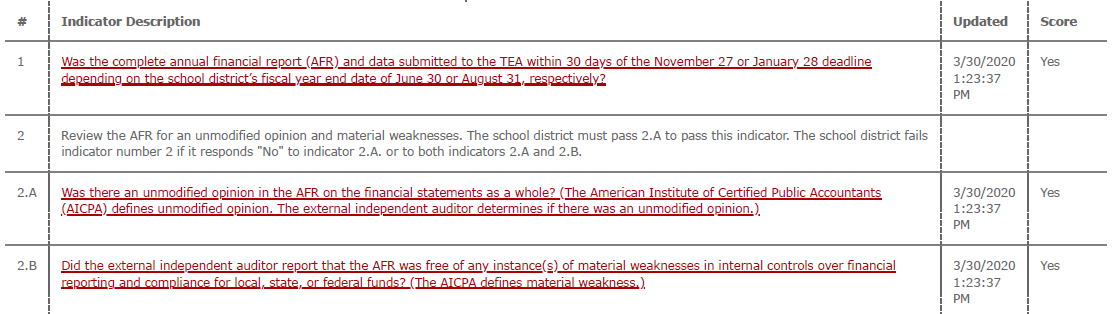 # Indicator Description Updated Score
1 Was the complete annual financial report (AFR) and data submitted to the TEA within 30 days of the November 27 or January 28 deadline 3/30/2020 Yes
depending on the school district's fiscal year end date of June 30 or August 31, respectively? 1:23:37
PM
2 Review the AFR for an unmodified opinion and material weaknesses. The school district must pass 2.A to pass this indicator. The school district fails
indicator number 2 if it responds "No" to indicator 2.A. or to both indicators 2.A and 2.B.
2.A Was there an unmodified opinion in the AFR on the financial statements as a whole? (The American Institute of Certified Public Accountants 3/30/2020 Yes
(AICPA) defines unmodified opinion. The external independent auditor determines if there was an unmodified opinion.) 1:23:37
PM
2.B Did the external independent auditor report that the AFR was free of any instance(s) of material weaknesses in internal controls over financial 3/30/2020 Yes
reporting and compliance for local, state, or federal funds? (The AICPA defines material weakness.) 1:23:37
PM